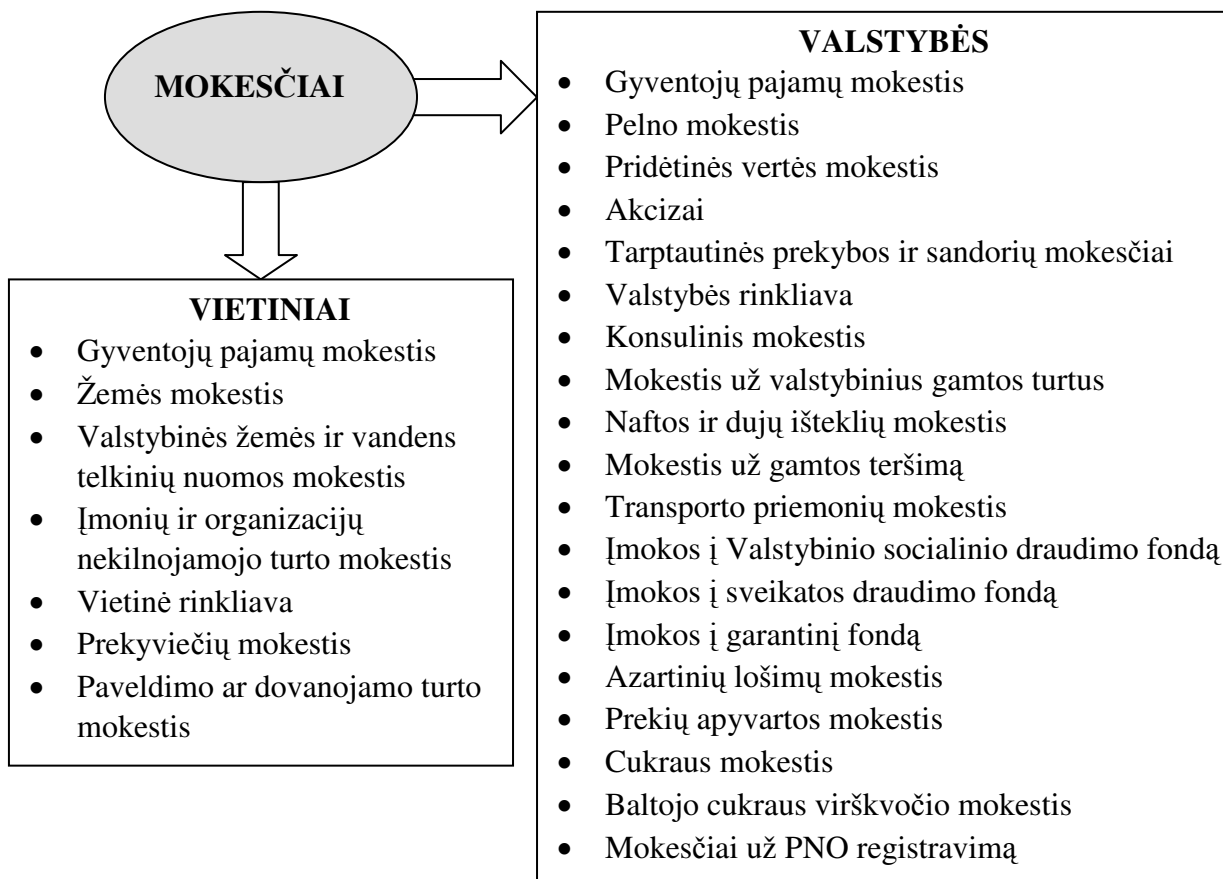 MOKESČIAI
VIETINIAI
• Gyventojų pajamų mokestis
• Žemės mokestis
• Valstybinės žemės ir vandens
telkinių nuomos mokestis
• Įmonių ir organizacijų
nekilnojamojo turto mokestis
• Vietinė rinkliava
• Prekyviečių mokestis
• Paveldimo ar dovanojamo turto
mokestis
VALSTYBĖS
• Gyventojų pajamų mokestis
• Pelno mokestis
• Pridėtinės vertės mokestis
• Akcizai
• Tarptautinės prekybos ir sandorių mokesčiai
• Valstybės rinkliava
• Konsulinis mokestis
• Mokestis už valstybinius gamtos turtus
• Naftos ir dujų išteklių mokestis
• Mokestis už gamtos teršimą
• Transporto priemonių mokestis
• Įmokos į Valstybinio socialinio draudimo fondą
• Įmokos į sveikatos draudimo fondą
• Įmokos į garantinį fondą
• Azartinių lošimų mokestis
• Prekių apyvartos mokestis
• Cukraus mokestis
• Baltojo cukraus virškvočio mokestis
• Mokesčiai už PNO registravimą